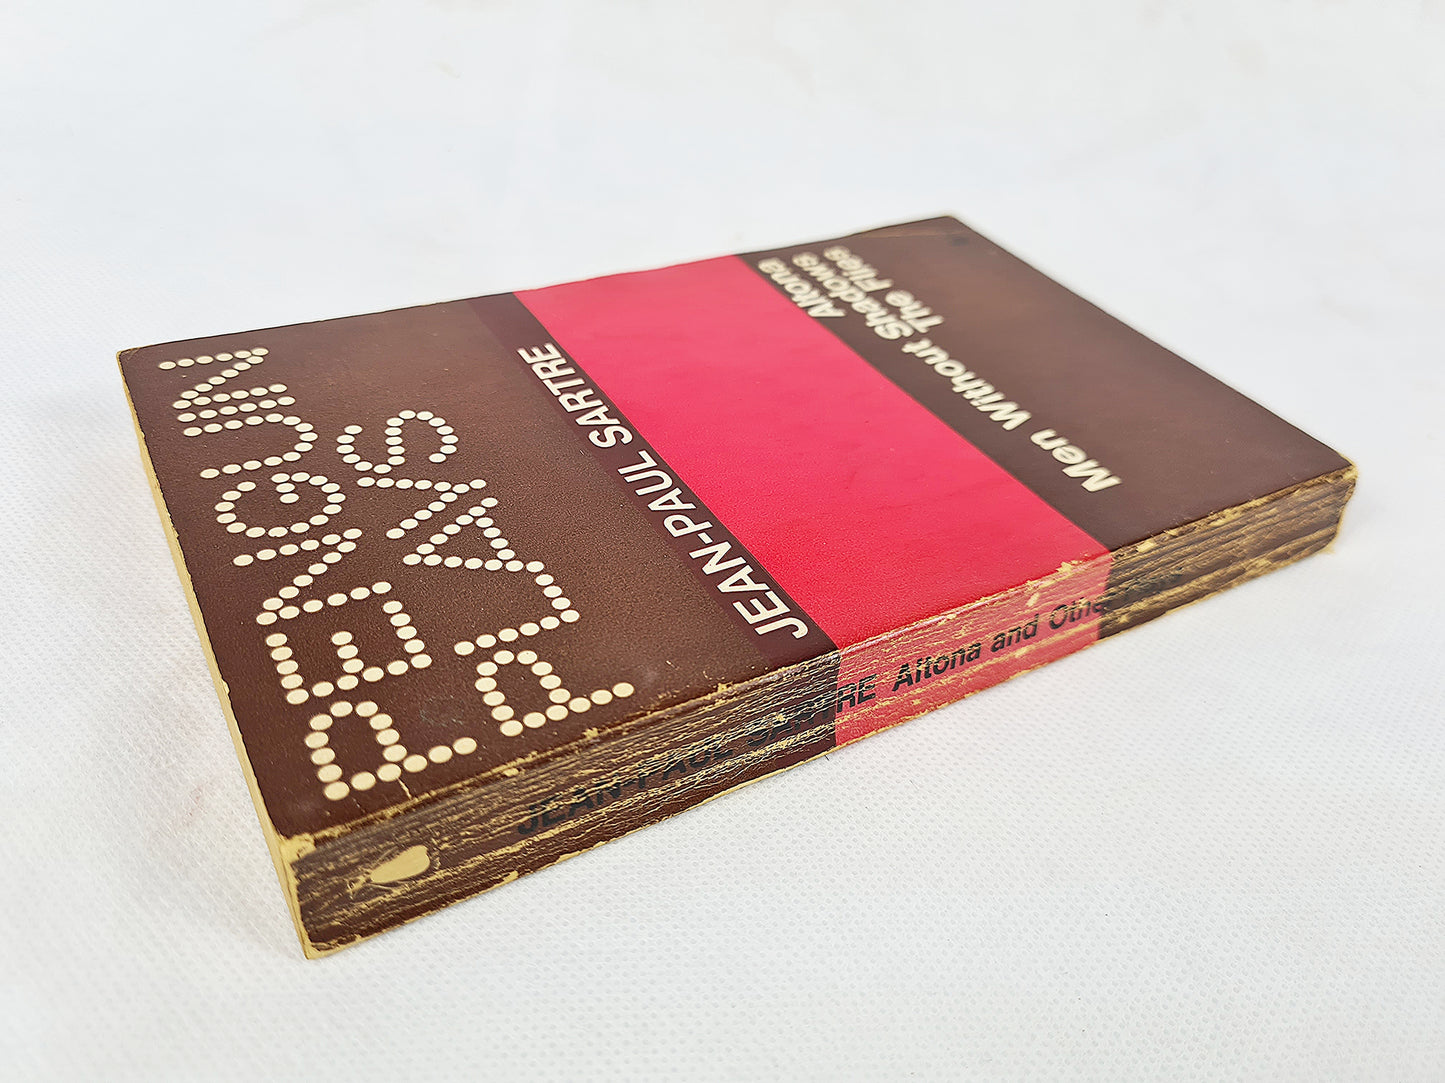 PENGUIN
PLAYS
JEAN-PAUL SARTRE
Altona
Men Without Shadows
The Flies
JEAN-PAUL SARTRE Altona and Other